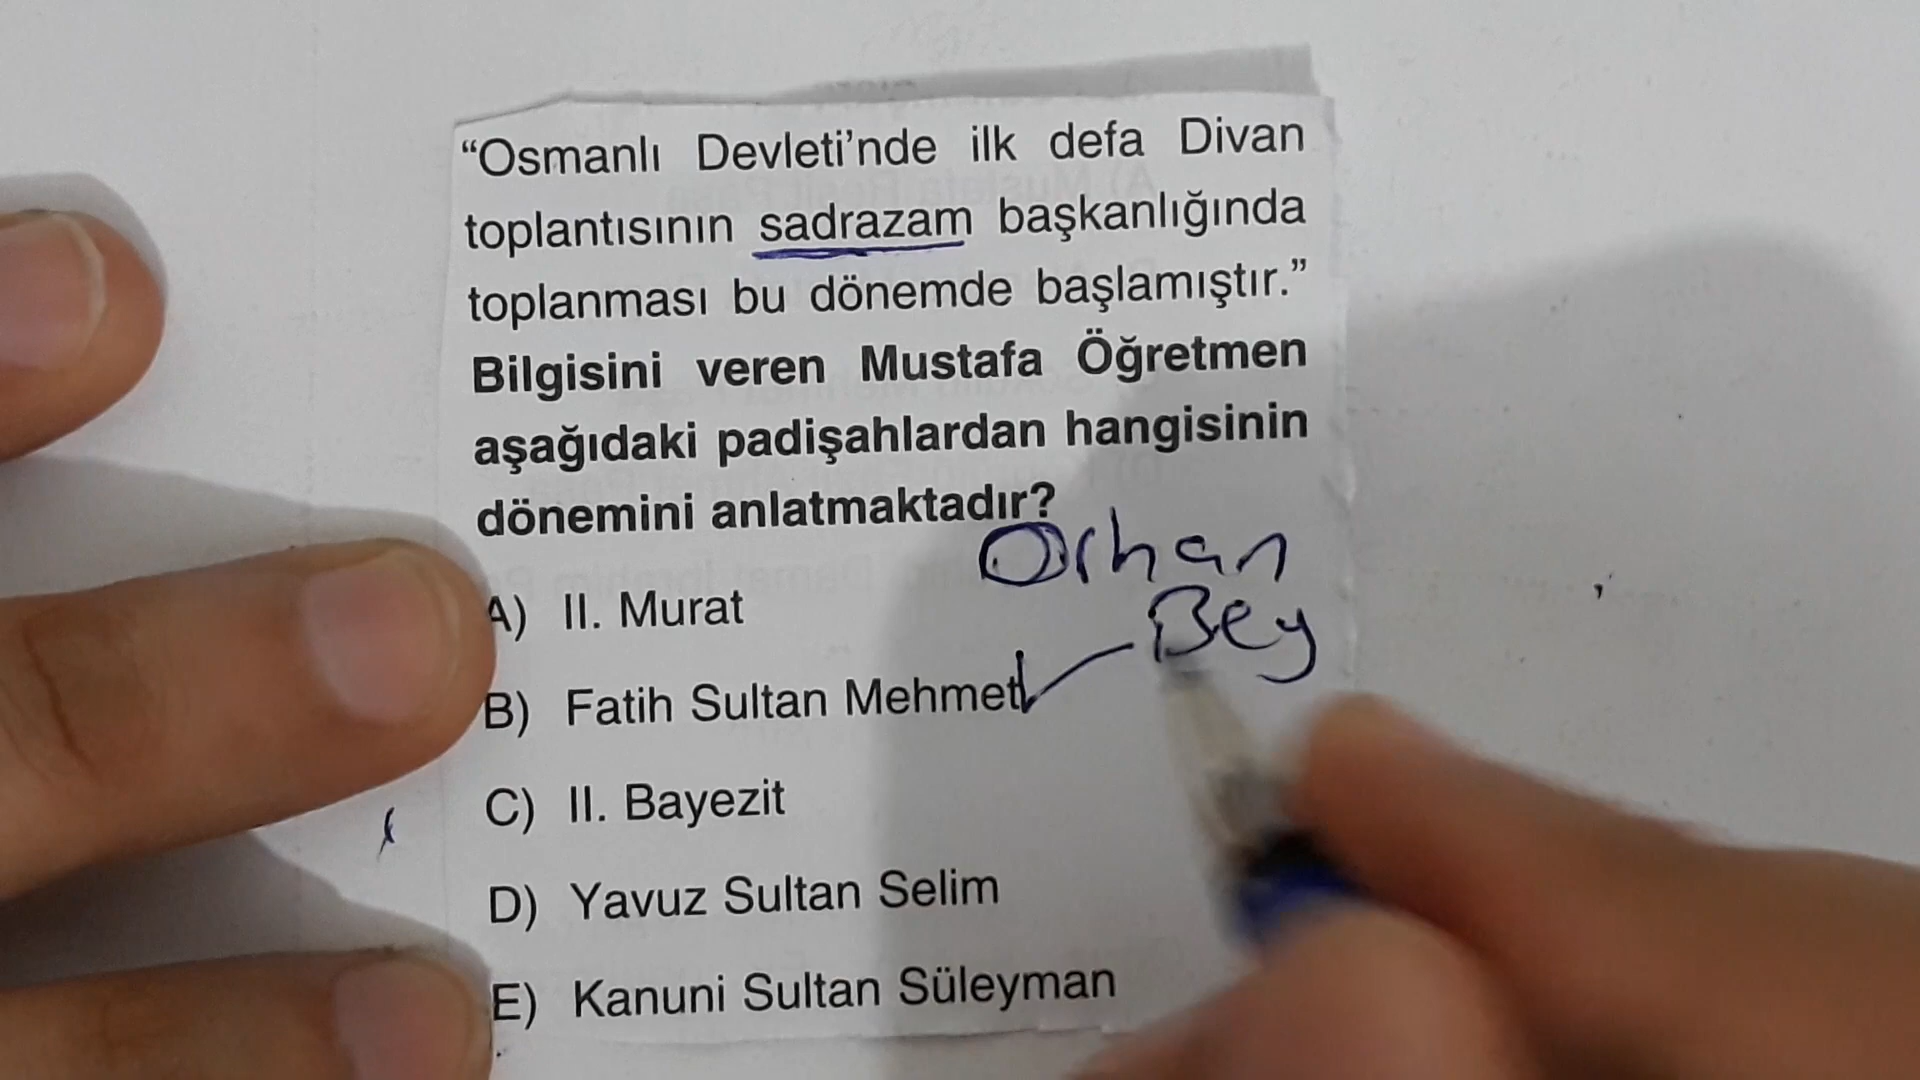 “Osmanlı Devleti’nde ilk defa Divan
toplantısının sadrazam başkanlığında
toplanması bu dönemde başlamıştır.”
Bilgisini veren Mustafa Öğretmen
aşağıdaki padişahlardan hangisinin
dönemini anlatmaktadır?
Orhan
Bey
A) II. Murat
B) Fatih Sultan Mehmet
C) II. Bayezit
D) Yavuz Sultan Selim
E) Kanuni Sultan Süleyman